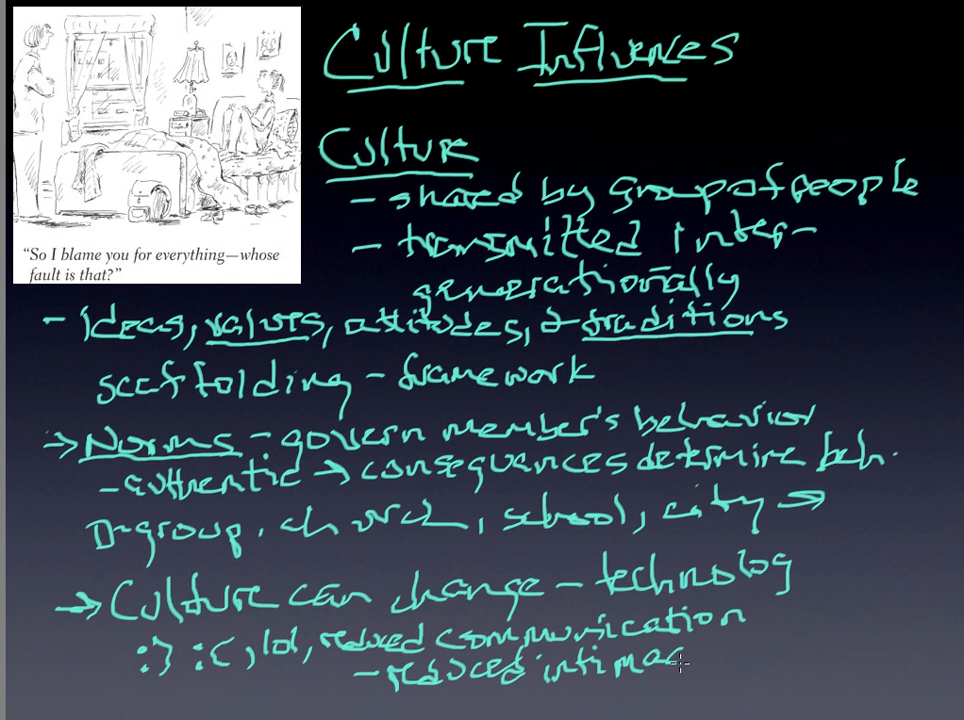 Culture Influences
"So I blame you for everything—whose
fault is that?"
Culture
- shared by group of people
- transmitted inter-
generationally
- ideas, values, attitudes, & traditions
scaffolding - framework
→ Norms - govern member's behavior
- authentic → consequances determine beh.
D-group, church, school, city →
→ Culture can change - technolog
:) :(, lol, reduced communication
- reduced intimac